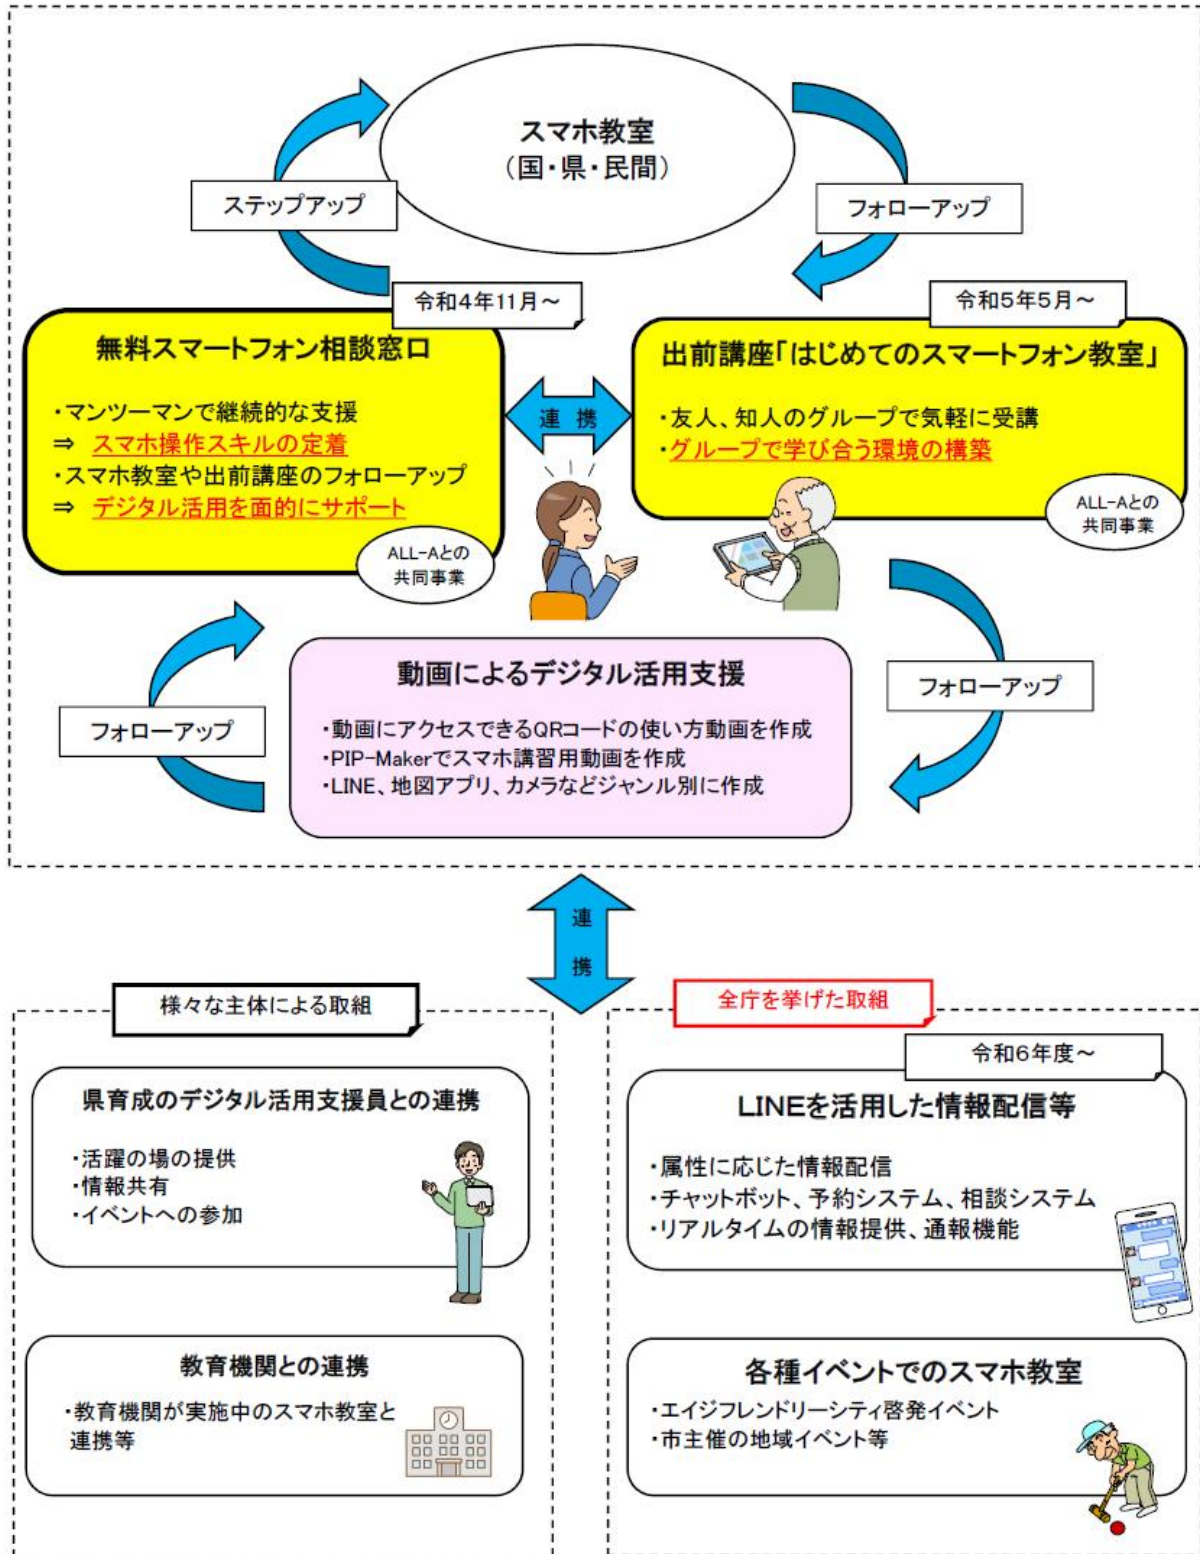 スマホ教室
（国・県・民間）
ステップアップ
フォローアップ
令和4年11月～
無料スマートフォン相談窓口
・マンツーマンで継続的な支援
⇒ スマホ操作スキルの定着
・スマホ教室や出前講座のフォローアップ
⇒ デジタル活用を面的にサポート
ALL-Aとの
共同事業
連携
令和5年5月～
出前講座「はじめてのスマートフォン教室」
・友人、知人のグループで気軽に受講
・グループで学び合う環境の構築
ALL-Aとの
共同事業
フォローアップ
動画によるデジタル活用支援
・動画にアクセスできるQRコードの使い方動画を作成
・PIP-Makerでスマホ講習用動画を作成
・LINE、地図アプリ、カメラなどジャンル別に作成
フォローアップ
連
携
様々な主体による取組
県育成のデジタル活用支援員との連携
・活躍の場の提供
・情報共有
・イベントへの参加
教育機関との連携
・教育機関が実施中のスマホ教室と
連携等
全庁を挙げた取組
令和6年度～
LINEを活用した情報配信等
・属性に応じた情報配信
・チャットボット、予約システム、相談システム
・リアルタイムの情報提供、通報機能
各種イベントでのスマホ教室
・エイジフレンドリーシティ啓発イベント
・市主催の地域イベント等